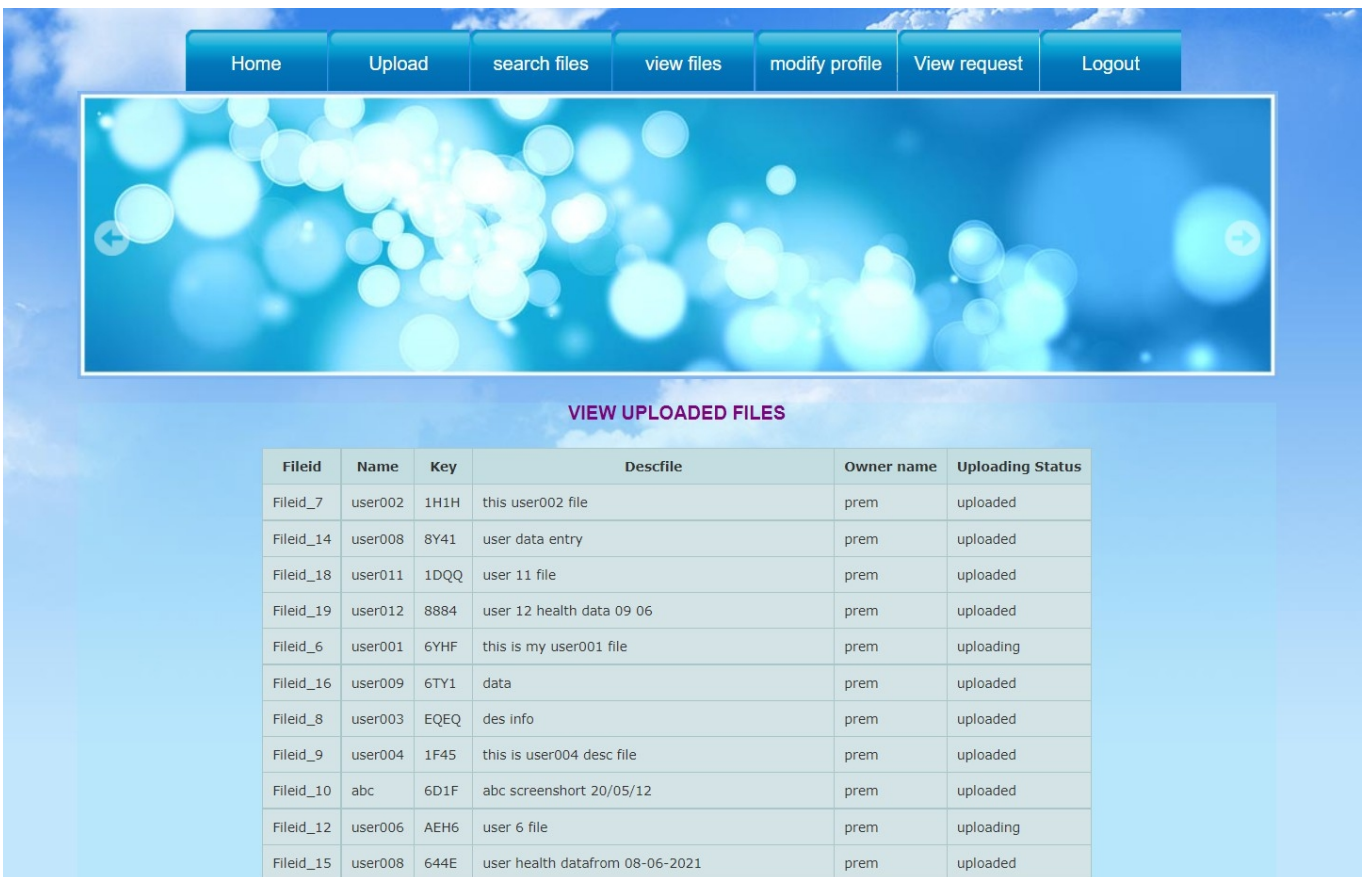 Home Upload search files view files modify profile View request Logout
VIEW UPLOADED FILES
Fileid Name Key Descfile Owner name Uploading Status
Fileid_7 user002 1H1H this user002 file prem uploaded
Fileid_14 user008 8Y41 user data entry prem uploaded
Fileid_18 user011 1DQQ user 11 file prem uploaded
Fileid_19 user012 8884 user 12 health data 09 06 prem uploaded
Fileid_6 user001 6YHF this is my user001 file prem uploading
Fileid_16 user009 6TY1 data prem uploaded
Fileid_8 user003 EQEQ des info prem uploaded
Fileid_9 user004 1F45 this is user004 desc file prem uploaded
Fileid_10 abc 6D1F abc screenshort 20/05/12 prem uploaded
Fileid_12 user006 AEH6 user 6 file prem uploading
Fileid_15 user008 644E user health datafrom 08-06-2021 prem uploaded